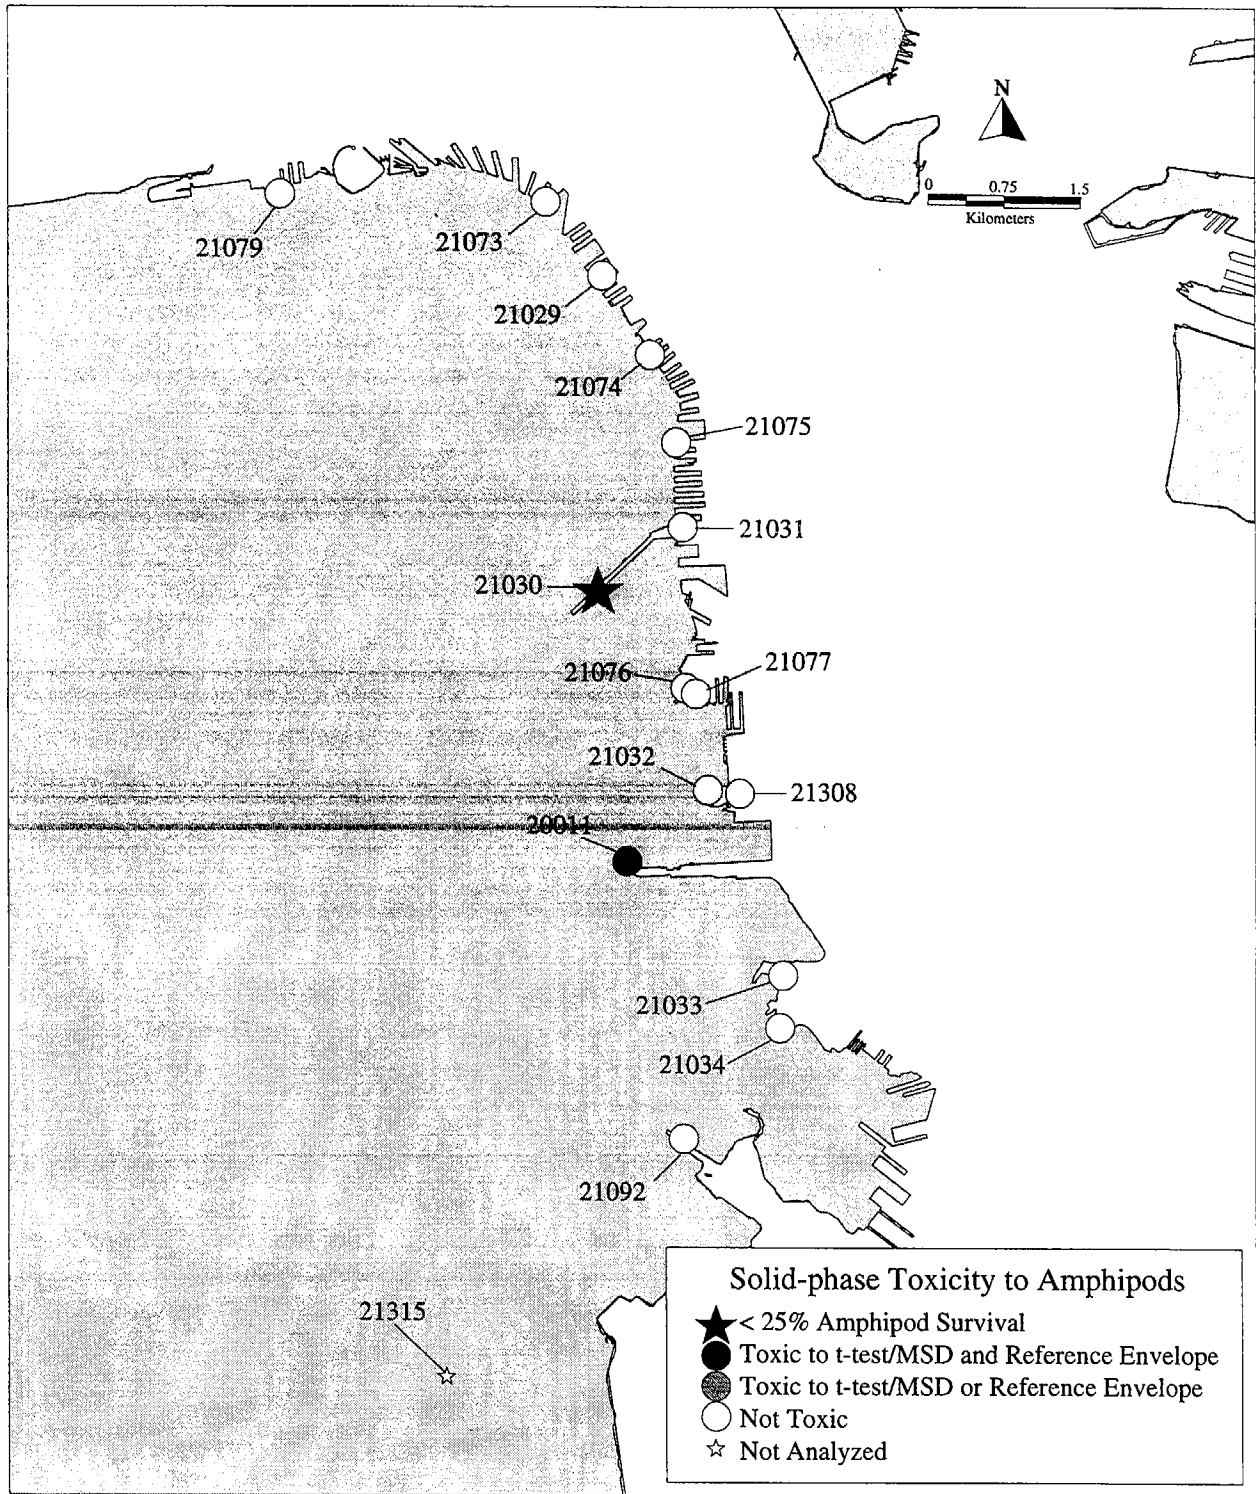 N
0 0.75 1.5
Kilometers
21079
21073
21029
21074
21075
21031
21030
21076
21077
21032
21308
20011
21033
21034
21092
21315
Solid-phase Toxicity to Amphipods
< 25% Amphipod Survival
Toxic to t-test/MSD and Reference Envelope
Toxic to t-test/MSD or Reference Envelope
Not Toxic
Not Analyzed